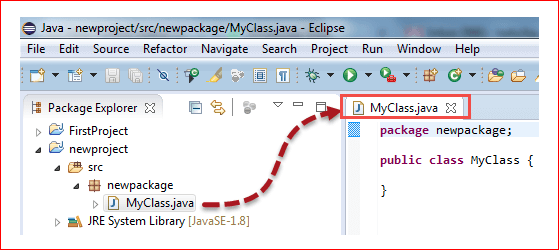 Java - newproject/src/newpackage/MyClass.java - Eclipse
File Edit Source Refactor Navigate Search Project Run Window Help
Package Explorer
FirstProject
newproject
src
newpackage
MyClass.java
JRE System Library [JavaSE-1.8]
MyClass.java
package newpackage;
public class MyClass {
}